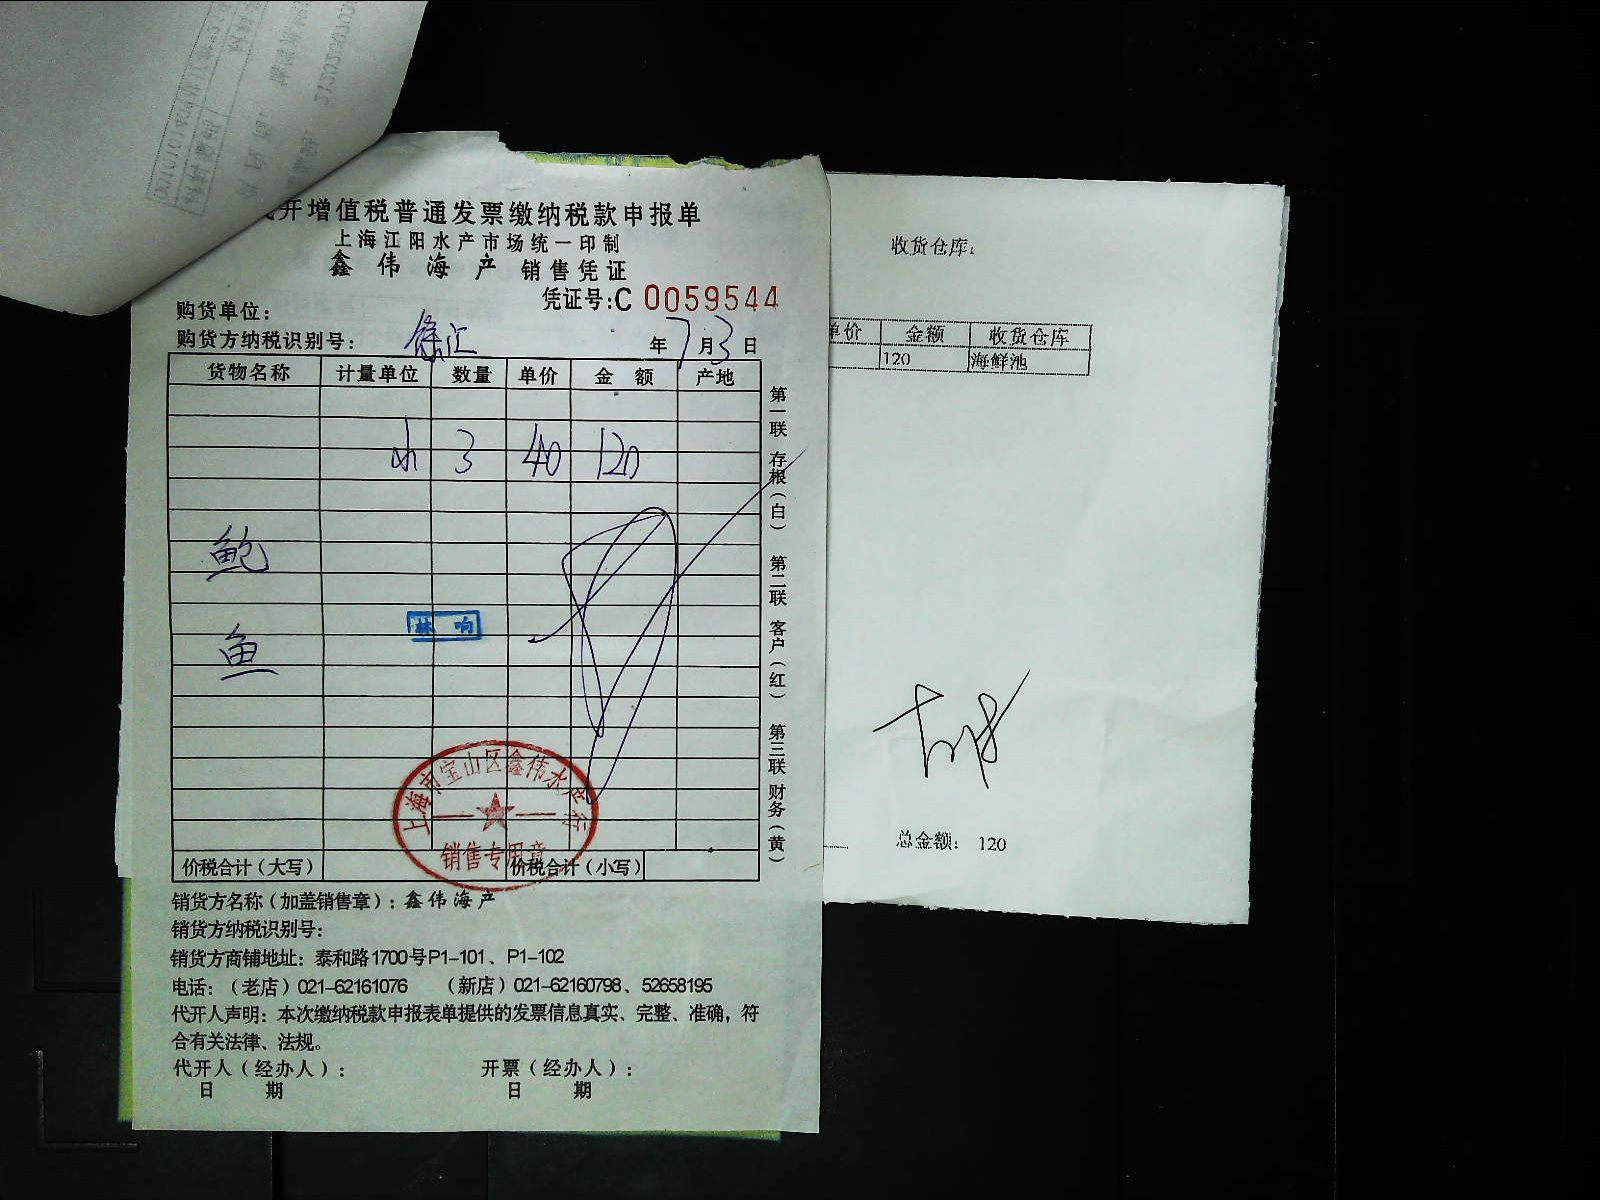 开增值税普通发票缴纳税款申报单
上海江阳水产市场统一印制
鑫伟海产 销售凭证
凭证号:C 0059544
购货单位：
购货方纳税识别号： 徐汇 年7月3日
货物名称 计量单位 数量 单价 金额 产地
小 3 40 120
鲍
鱼
林响
上海市宝山区鑫伟水产行
销售专用章
价税合计（大写） 价税合计（小写）
销货方名称（加盖销售章）：鑫伟海产
销货方纳税识别号：
销货方商铺地址：泰和路1700号P1-101、P1-102
电话：（老店）021-62161076 （新店）021-62160798、52658195
代开人声明：本次缴纳税款申报表单提供的发票信息真实、完整、准确，符
合有关法律、法规。
代开人（经办人）： 开票（经办人）：
日期 日期
第一联 存根（白） 第二联 客户（红） 第三联 财务（黄）
收货仓库：
单价 金额 收货仓库
120 海鲜池
总金额： 120